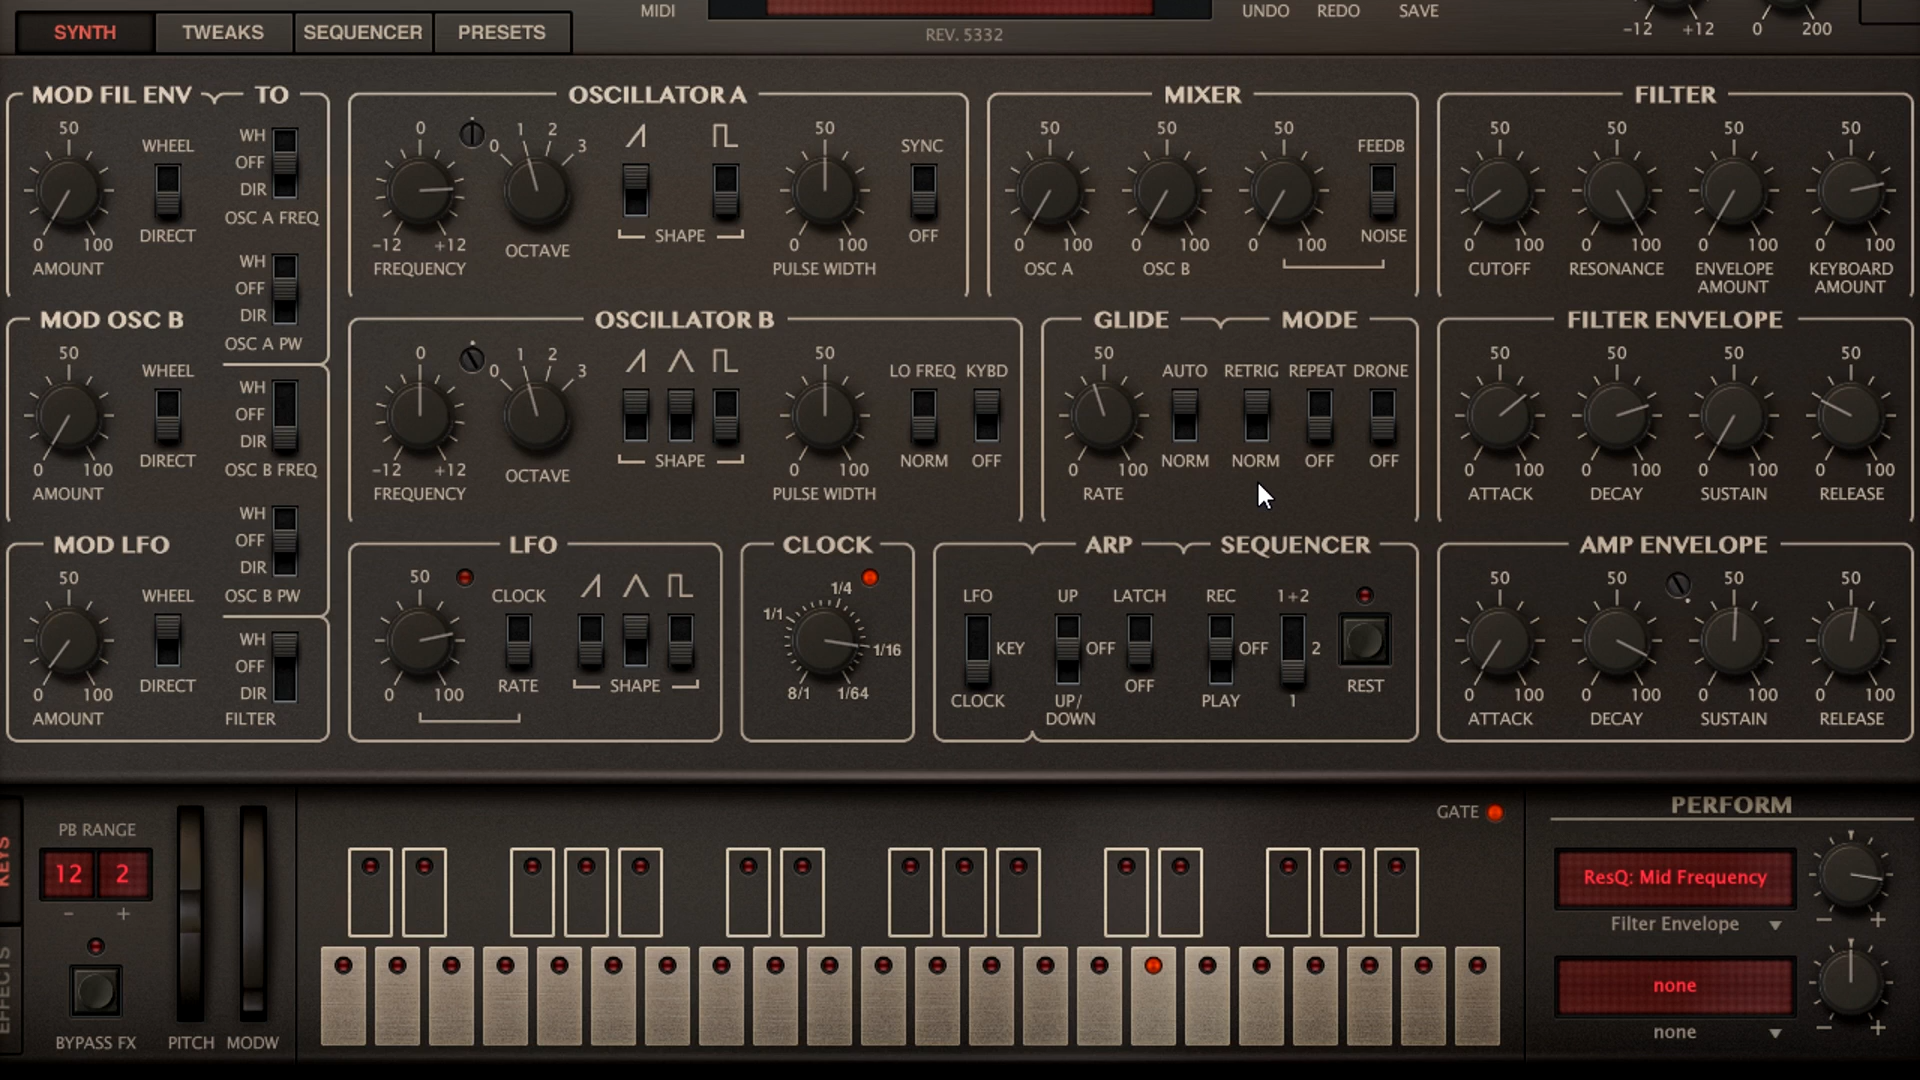 MIDI UNDO REDO SAVE
SYNTH TWEAKS SEQUENCER PRESETS
REV. 5332
-12 +12 0 200
MOD FIL ENV TO
50
WHEEL
DIRECT
0 100
AMOUNT
WH
OFF
DIR
OSC A FREQ
WH
OFF
DIR
OSC A PW
MOD OSC B
50
WHEEL
DIRECT
0 100
AMOUNT
WH
OFF
DIR
OSC B FREQ
WH
OFF
DIR
OSC B PW
MOD LFO
50
WHEEL
DIRECT
0 100
AMOUNT
WH
OFF
DIR
FILTER
OSCILLATOR A
0
-12 +12
FREQUENCY
0 1 2 3
OCTAVE
SHAPE
50
0 100
PULSE WIDTH
SYNC
OFF
MIXER
50 50 50
FEEDB
NOISE
0 100 0 100 0 100
OSC A OSC B
FILTER
50 50 50 50
0 100 0 100 0 100 0 100
CUTOFF RESONANCE ENVELOPE AMOUNT KEYBOARD AMOUNT
OSCILLATOR B
0
-12 +12
FREQUENCY
0 1 2 3
OCTAVE
SHAPE
50
0 100
PULSE WIDTH
LO FREQ KYBD
NORM OFF
GLIDE MODE
50
AUTO RETRIG REPEAT DRONE
NORM NORM OFF OFF
0 100
RATE
FILTER ENVELOPE
50 50 50 50
0 100 0 100 0 100 0 100
ATTACK DECAY SUSTAIN RELEASE
LFO
50
CLOCK
RATE
SHAPE
0 100
CLOCK
1/4
1/1
1/16
8/1 1/64
ARP SEQUENCER
LFO
KEY
CLOCK
UP
OFF
UP/
DOWN
LATCH
OFF
REC
OFF
PLAY
1+2
2
1
REST
AMP ENVELOPE
50 50 50 50
0 100 0 100 0 100 0 100
ATTACK DECAY SUSTAIN RELEASE
KEYS
EFFECTS
PB RANGE
12 2
- +
BYPASS FX PITCH MODW
GATE
PERFORM
ResQ: Mid Frequency
Filter Envelope
- +
none
none
- +